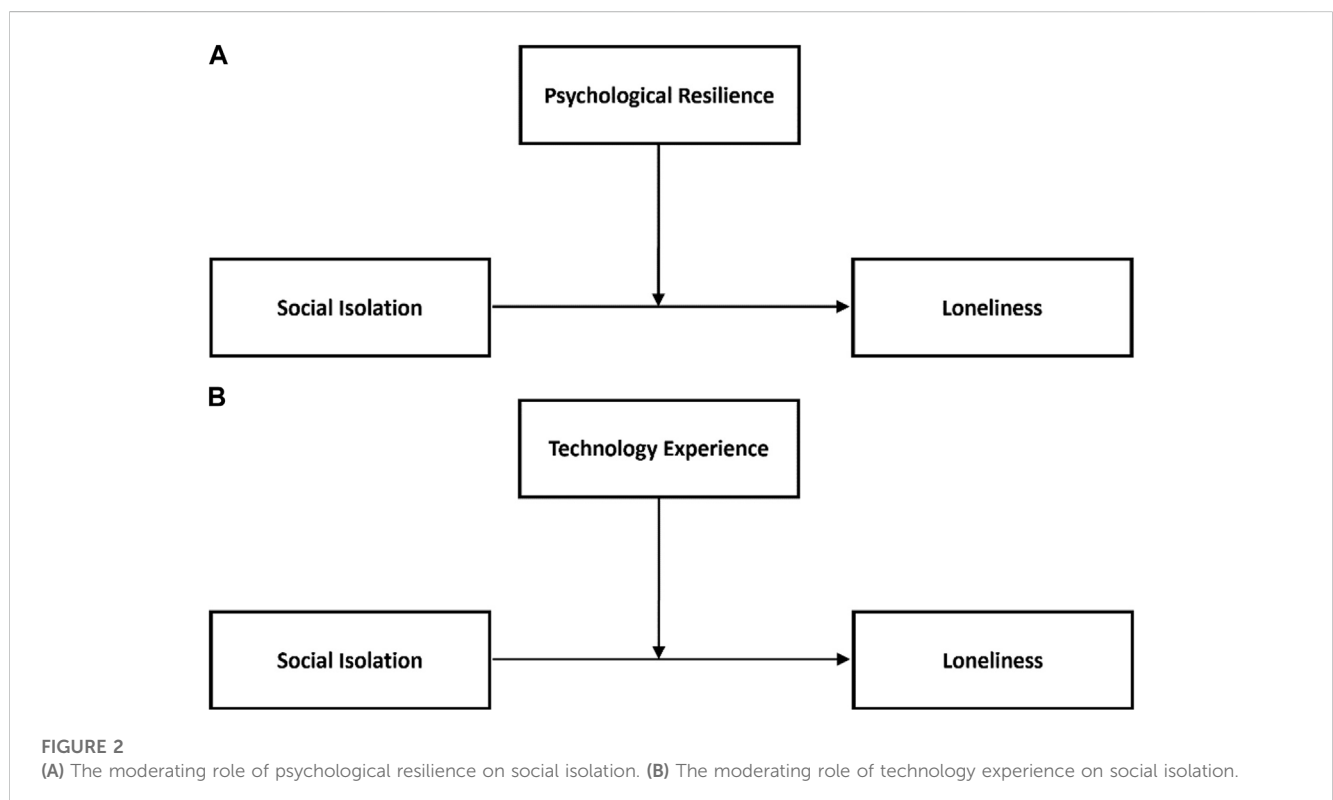 A
Psychological Resilience
Social Isolation
Loneliness
B
Technology Experience
Social Isolation
Loneliness
FIGURE 2
(A) The moderating role of psychological resilience on social isolation. (B) The moderating role of technology experience on social isolation.